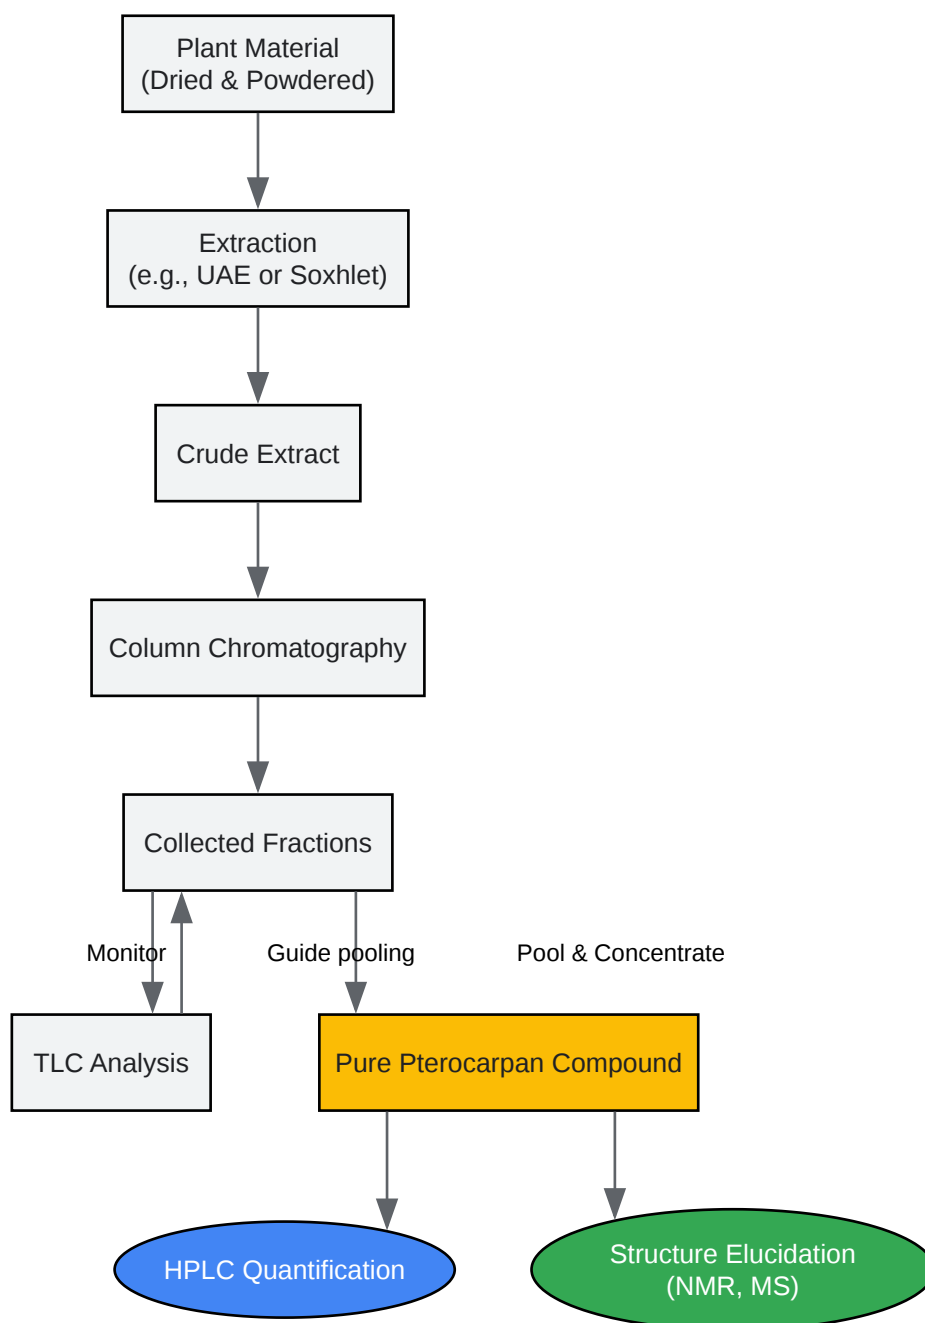 Plant Material
(Dried & Powdered)
Extraction
(e.g., UAE or Soxhlet)
Crude Extract
Column Chromatography
Collected Fractions
Monitor
Guide pooling
Pool & Concentrate
TLC Analysis
Pure Pterocarpan Compound
HPLC Quantification
Structure Elucidation
(NMR, MS)